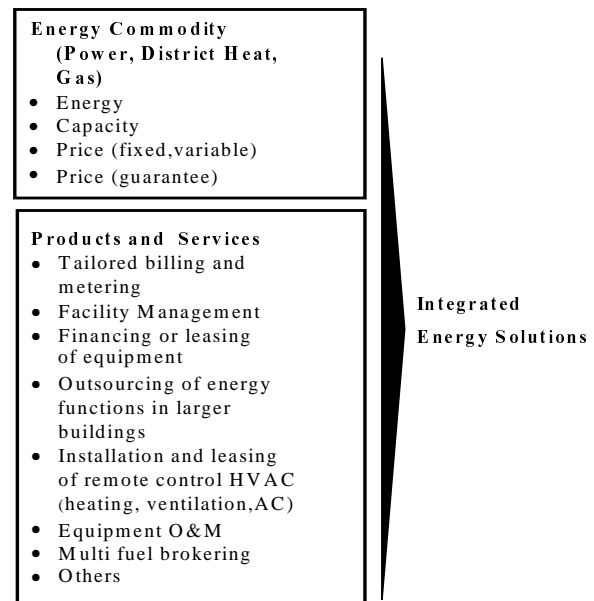 Energy Commodity
(Power, District Heat,
Gas)
• Energy
• Capacity
• Price (fixed,variable)
• Price (guarantee)
Products and Services
• Tailored billing and
metering
• Facility Management
• Financing or leasing
of equipment
• Outsourcing of energy
functions in larger
buildings
• Installation and leasing
of remote control HVAC
(heating, ventilation,AC)
• Equipment O&M
• Multi fuel brokering
• Others
Integrated
Energy Solutions